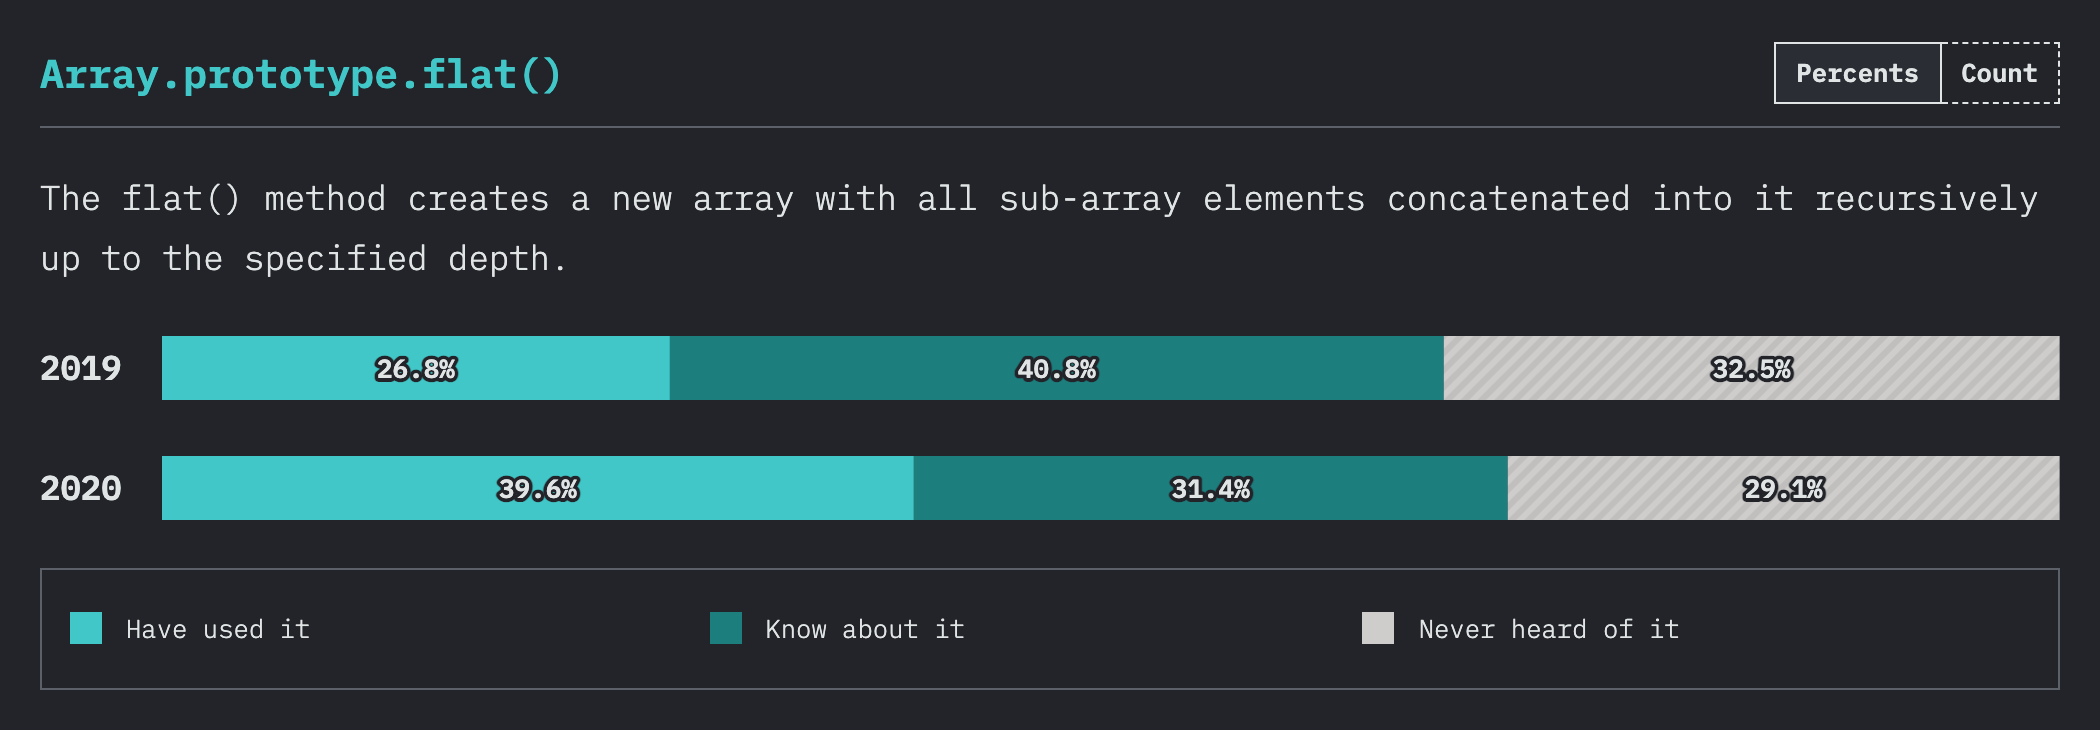 Array.prototype.flat()
Percents Count
The flat() method creates a new array with all sub-array elements concatenated into it recursively
up to the specified depth.
2019 26.8% 40.8% 32.5%
2020 39.6% 31.4% 29.1%
Have used it Know about it Never heard of it